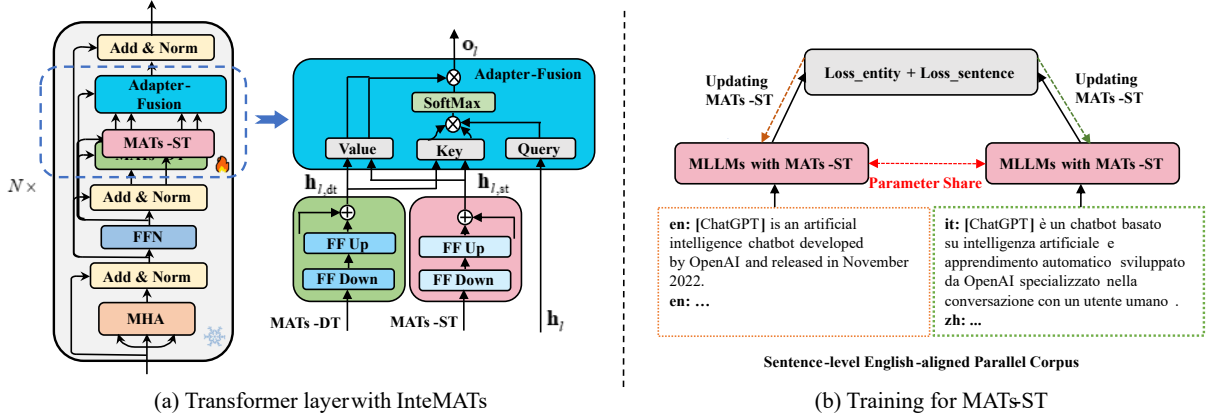 Add & Norm
Adapter-
Fusion
MATs -ST
N×
Add & Norm
FFN
Add & Norm
MHA
o_l
Adapter-Fusion
SoftMax
Value
Key
Query
h_{l,dt}
h_{l,st}
FF Up
FF Down
FF Up
FF Down
MATs -DT
MATs -ST
h_l
(a) Transformer layer with InteMATs
Loss_entity + Loss_sentence
Updating
MATs -ST
Updating
MATs -ST
MLLMs with MATs -ST
MLLMs with MATs -ST
Parameter Share
en: [ChatGPT] is an artificial
intelligence chatbot developed
by OpenAI and released in November
2022.
en: …
it: [ChatGPT] è un chatbot basato
su intelligenza artificiale e
apprendimento automatico sviluppato
da OpenAI specializzato nella
conversazione con un utente umano .
zh: ...
Sentence-level English-aligned Parallel Corpus
(b) Training for MATs-ST